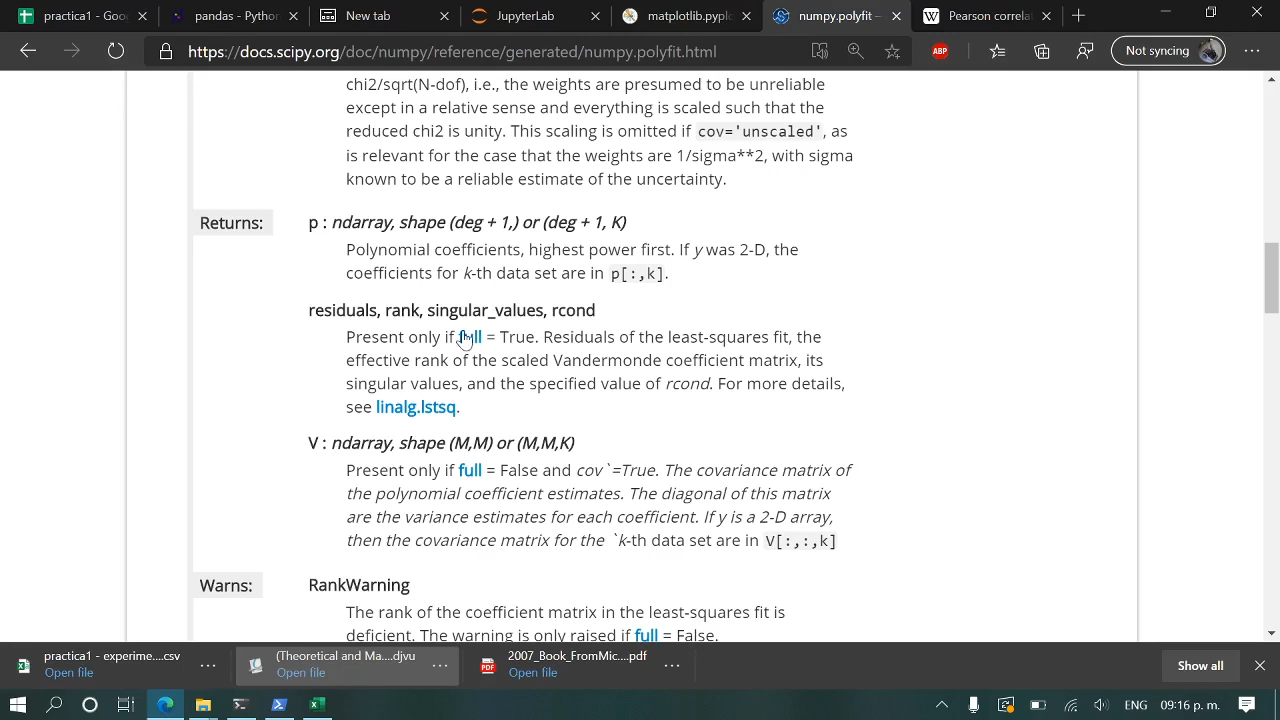 practica1 - Goo
pandas - Python
New tab
JupyterLab
matplotlib.pyplo
numpy.polyfit —
Pearson correlat
https://docs.scipy.org/doc/numpy/reference/generated/numpy.polyfit.html
ABP
Not syncing
chi2/sqrt(N-dof), i.e., the weights are presumed to be unreliable
except in a relative sense and everything is scaled such that the
reduced chi2 is unity. This scaling is omitted if cov='unscaled', as
is relevant for the case that the weights are 1/sigma**2, with sigma
known to be a reliable estimate of the uncertainty.
Returns:
p : ndarray, shape (deg + 1,) or (deg + 1, K)
Polynomial coefficients, highest power first. If y was 2-D, the
coefficients for k-th data set are in p[:,k].
residuals, rank, singular_values, rcond
Present only if full = True. Residuals of the least-squares fit, the
effective rank of the scaled Vandermonde coefficient matrix, its
singular values, and the specified value of rcond. For more details,
see linalg.lstsq.
V : ndarray, shape (M,M) or (M,M,K)
Present only if full = False and cov`=True. The covariance matrix of
the polynomial coefficient estimates. The diagonal of this matrix
are the variance estimates for each coefficient. If y is a 2-D array,
then the covariance matrix for the `k-th data set are in V[:,:,k]
Warns:
RankWarning
The rank of the coefficient matrix in the least-squares fit is
deficient. The warning is only raised if full = False.
practica1 - experime....csv
Open file
(Theoretical and Ma....djvu
Open file
PDF
2007_Book_FromMic....pdf
Open file
Show all
ENG
09:16 p. m.